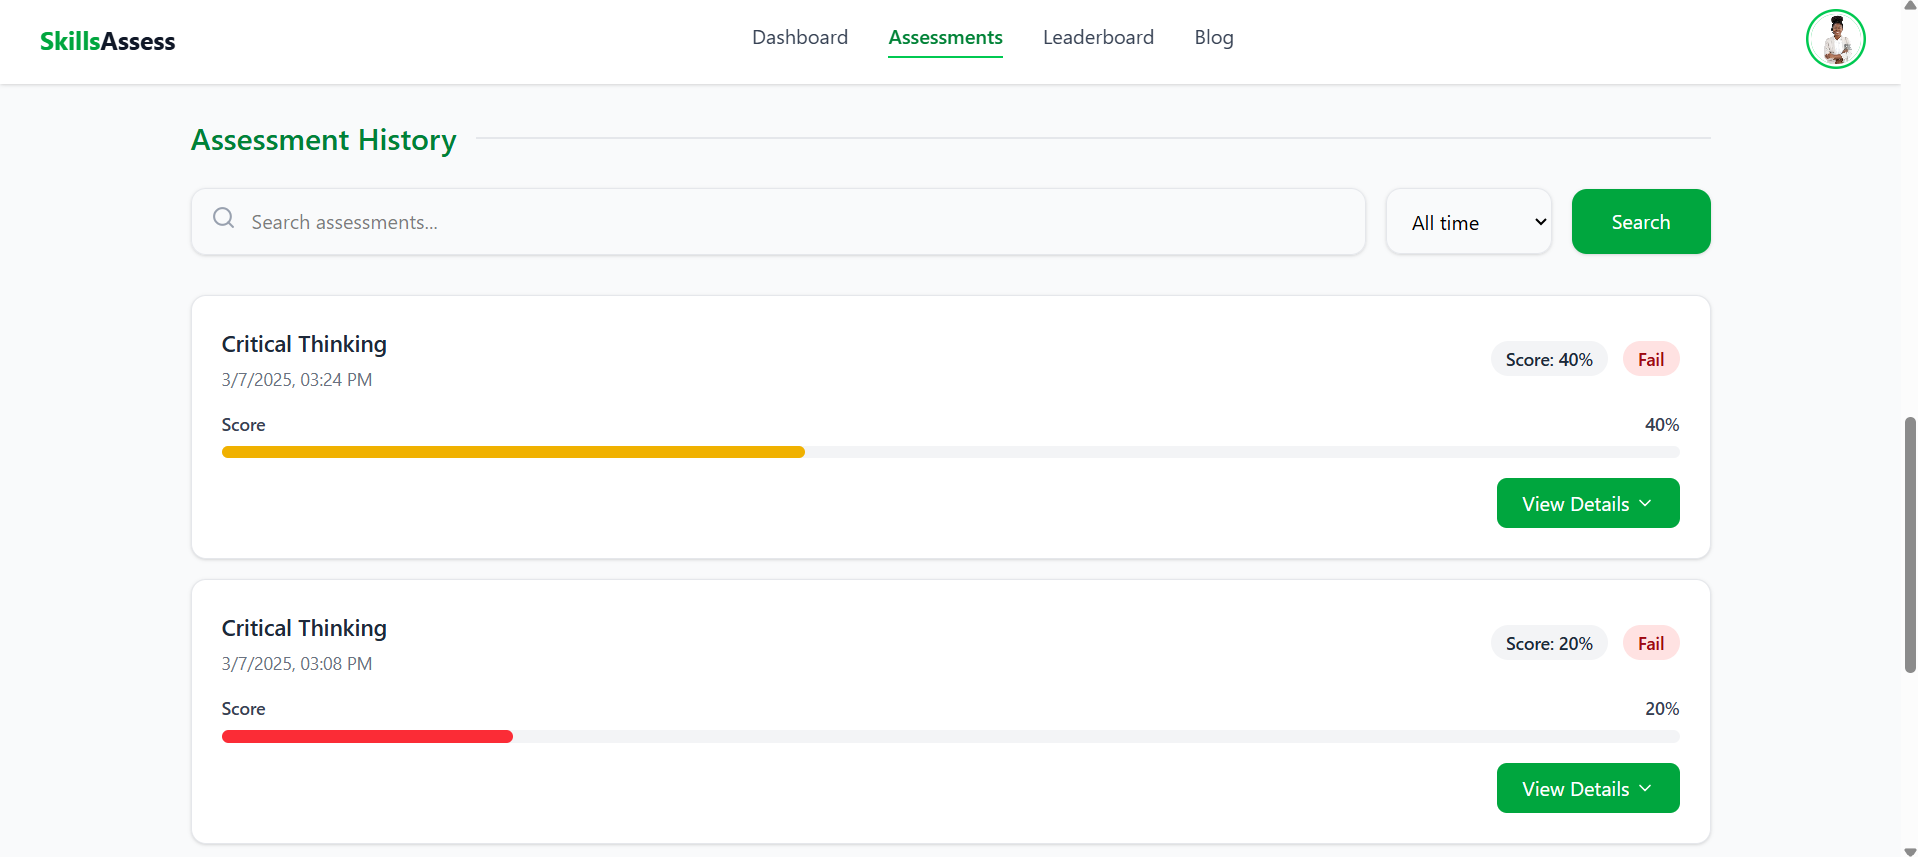 SkillsAssess
Dashboard
Assessments
Leaderboard
Blog
Assessment History
Search assessments...
All time
Search
Critical Thinking
3/7/2025, 03:24 PM
Score: 40%
Fail
Score
40%
View Details
Critical Thinking
3/7/2025, 03:08 PM
Score: 20%
Fail
Score
20%
View Details